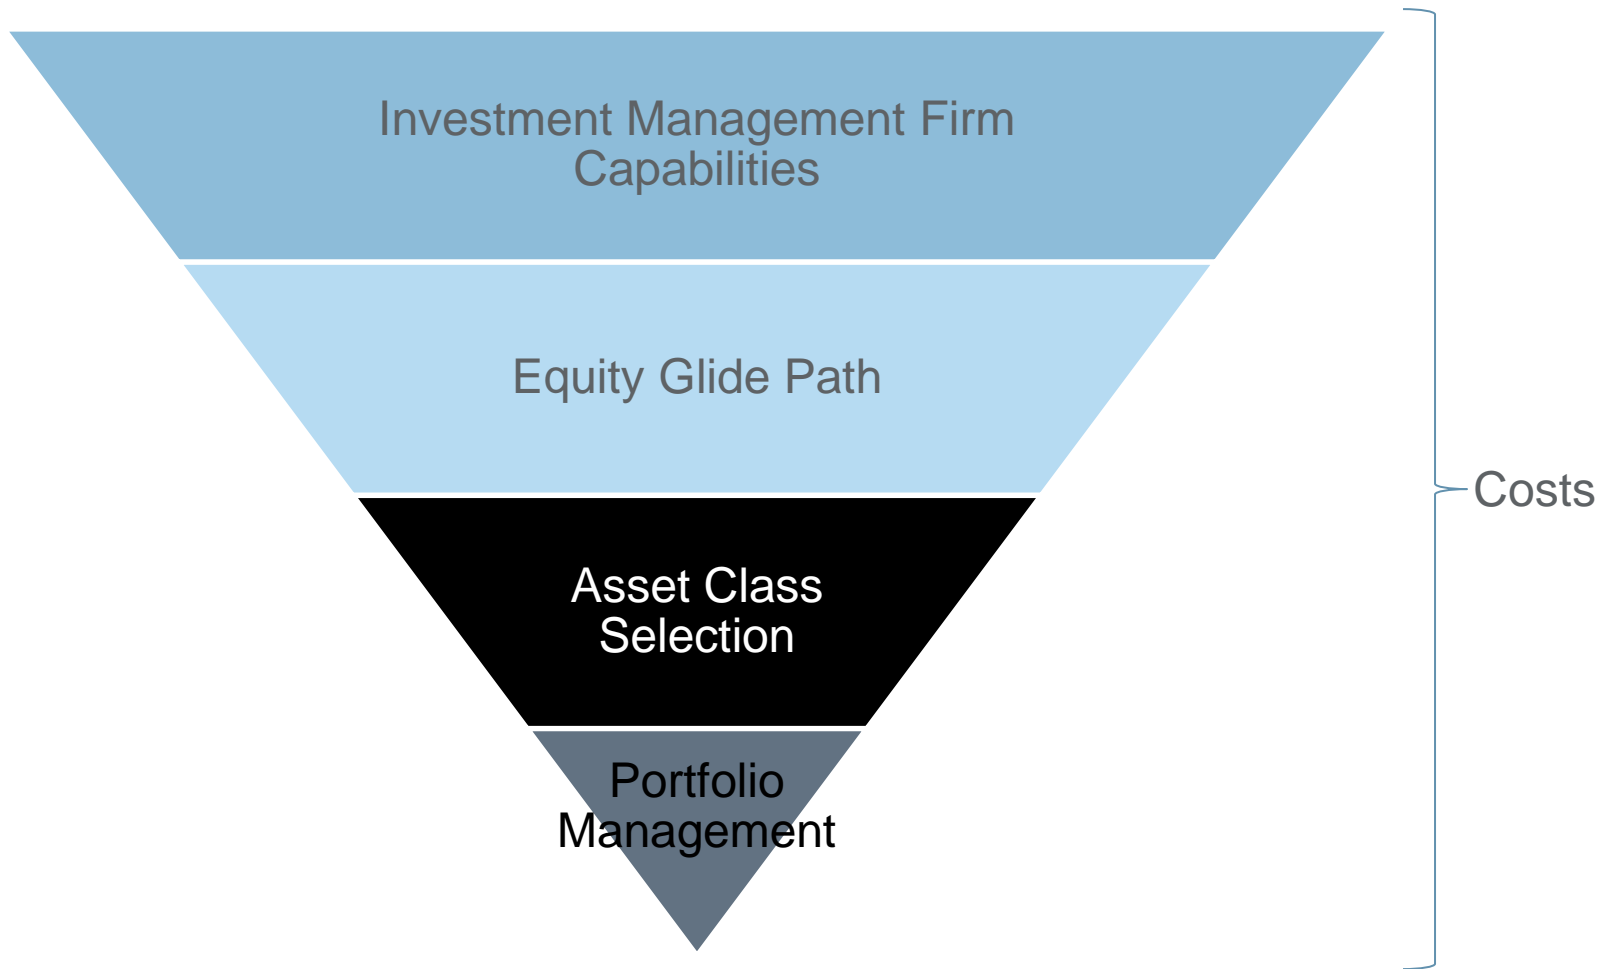 Investment Management Firm
Capabilities
Equity Glide Path
Asset Class
Selection
Portfolio
Management
Costs